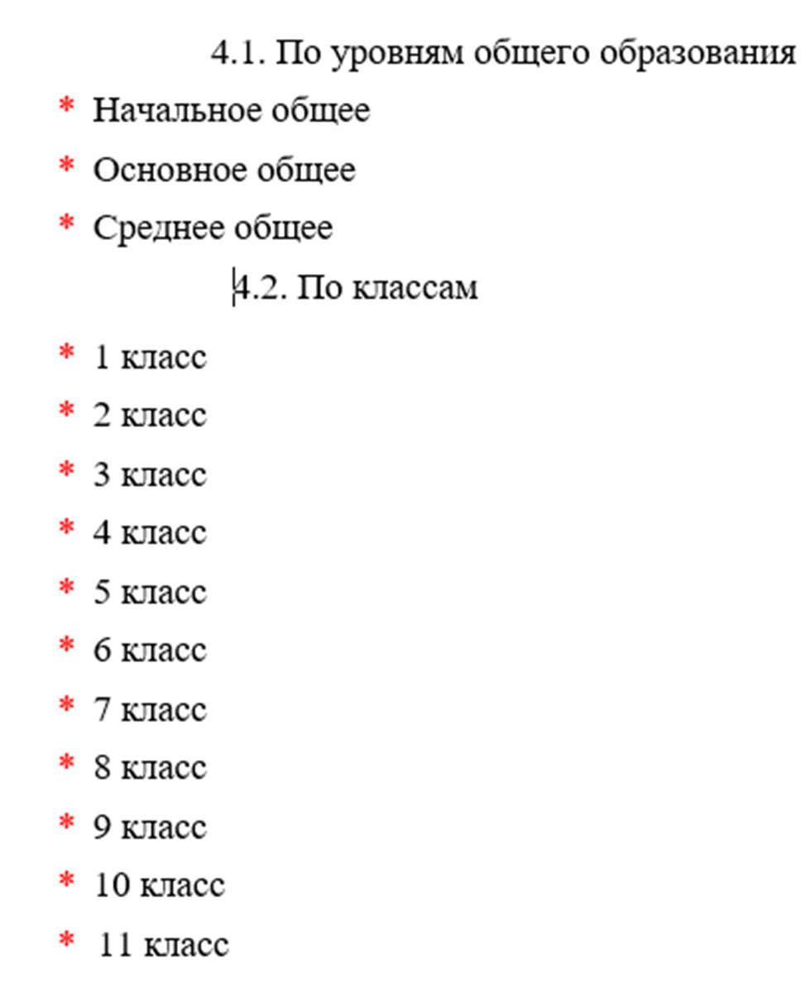 4.1. По уровням общего образования
* Начальное общее
* Основное общее
* Среднее общее
4.2. По классам
* 1 класс
* 2 класс
* 3 класс
* 4 класс
* 5 класс
* 6 класс
* 7 класс
* 8 класс
* 9 класс
* 10 класс
* 11 класс